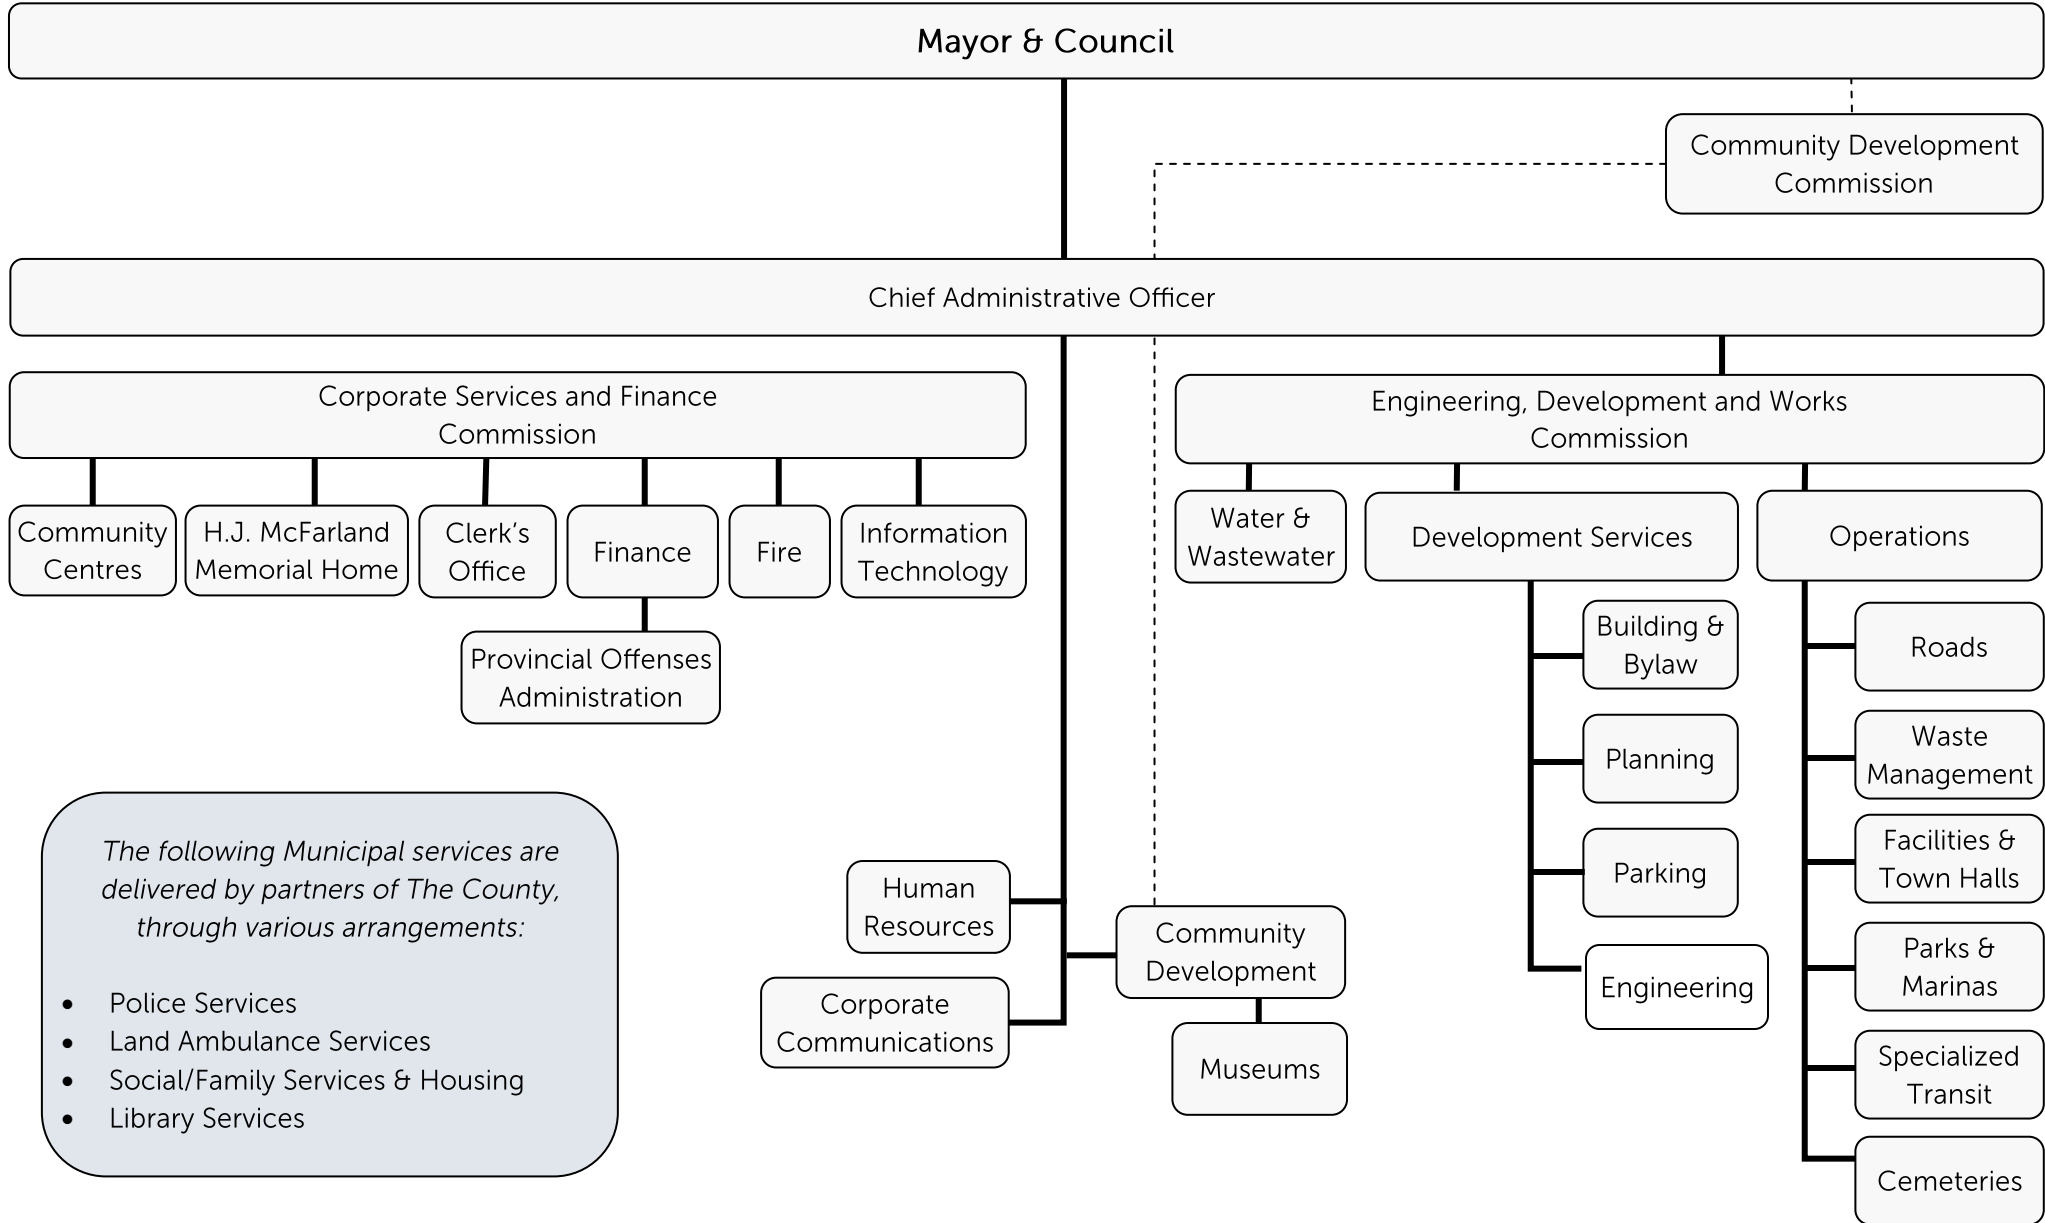 Mayor & Council
Community Development
Commission
Chief Administrative Officer
Corporate Services and Finance
Commission
Engineering, Development and Works
Commission
Community
Centres
H.J. McFarland
Memorial Home
Clerk's
Office
Finance
Fire
Information
Technology
Provincial Offenses
Administration
Water &
Wastewater
Development Services
Operations
Building &
Bylaw
Planning
Parking
Engineering
Roads
Waste
Management
Facilities &
Town Halls
Parks &
Marinas
Specialized
Transit
Cemeteries
Human
Resources
Corporate
Communications
Community
Development
Museums
The following Municipal services are
delivered by partners of The County,
through various arrangements:
• Police Services
• Land Ambulance Services
• Social/Family Services & Housing
• Library Services